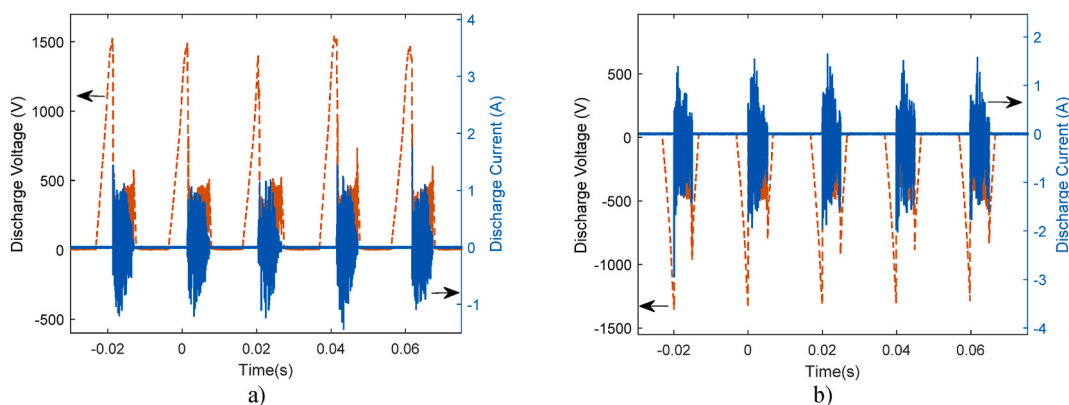 1500
1000
500
0
-500
Discharge Voltage (V)
4
3
2
1
0
-1
Discharge Current (A)
-0.02 0 0.02 0.04 0.06
Time(s)
a)
500
0
-500
-1000
-1500
Discharge Voltage (V)
2
1
0
-1
-2
-3
-4
Discharge Current (A)
-0.02 0 0.02 0.04 0.06
Time(s)
b)